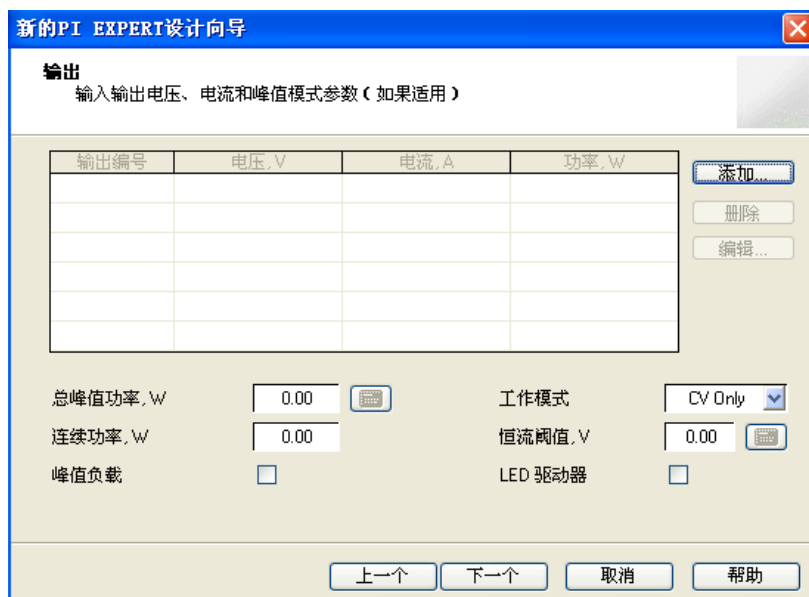 新的PI EXPERT设计向导
输出
输入输出电压、电流和峰值模式参数(如果适用)
输出编号 电压,V 电流,A 功率,W
添加...
删除
编辑...
总峰值功率,W 0.00 工作模式 CV Only
连续功率,W 0.00 恒流阈值,V 0.00
峰值负载 LED 驱动器
上一个 下一个 取消 帮助